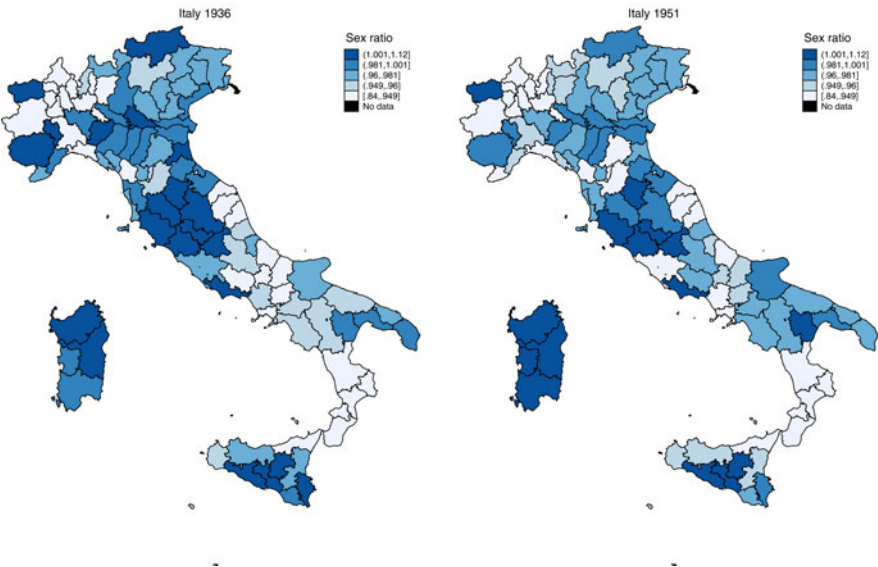 Italy 1936
Sex ratio
(1.001,1.12]
(.981,1.001]
(.96,.981]
(.949,.96]
[.84,.949]
No data
Italy 1951
Sex ratio
(1.001,1.12]
(.981,1.001]
(.96,.981]
(.949,.96]
[.84,.949]
No data